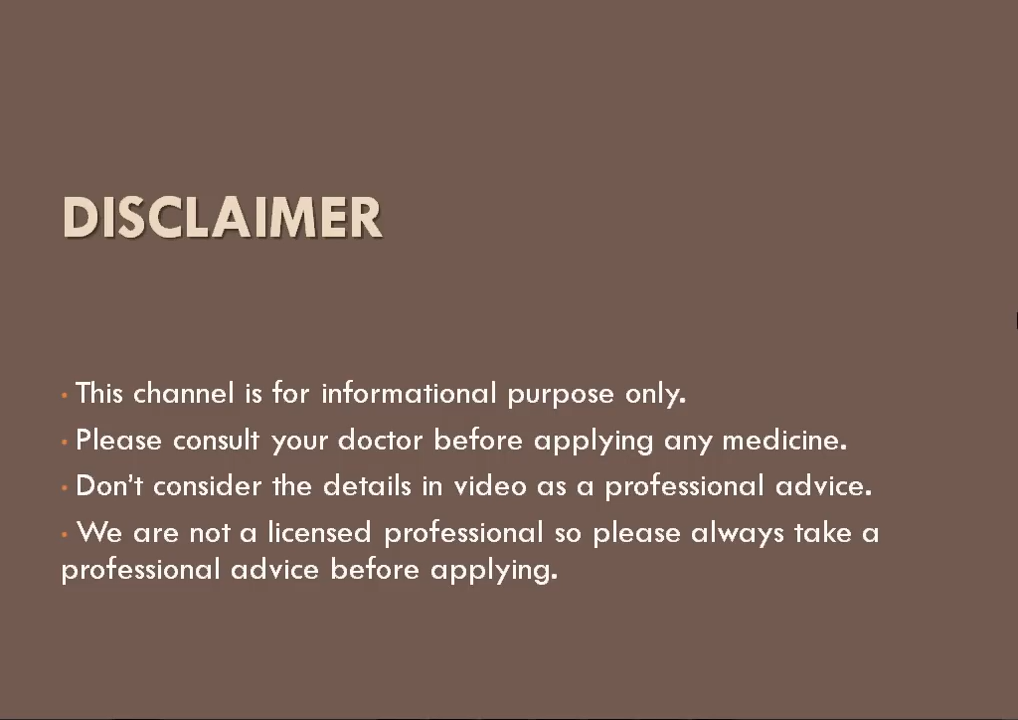 DISCLAIMER
• This channel is for informational purpose only.
• Please consult your doctor before applying any medicine.
• Don't consider the details in video as a professional advice.
• We are not a licensed professional so please always take a
professional advice before applying.